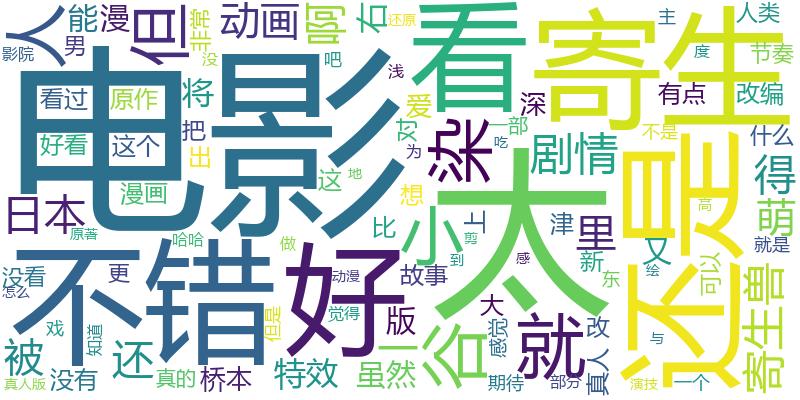 人
能
漫
但
非常
动画
啊
右
还原
看
寄生
主
人类
影院
男
没
吧
浅
度
节奏
电影
看过
原作
将
爱
深
有点
改编
好看
这个
把
压
对
染
一部
吃
为
剧情
不是
什么
漫画
这
地
想
太
还是
得
日本
原著
哈哈
做
比
小
上
剪
津
里
高
萌
没看
怎么
不错
更
动漫
好
故事
到
感
新
东
又
绘
可以
就是
寄生兽
戏
知道
但是
觉得
版
大
感觉
就
改
与
被
还
真人版
没有
真的
桥本
特效
虽然
一
谷
期待
部分
真人
演技
一个